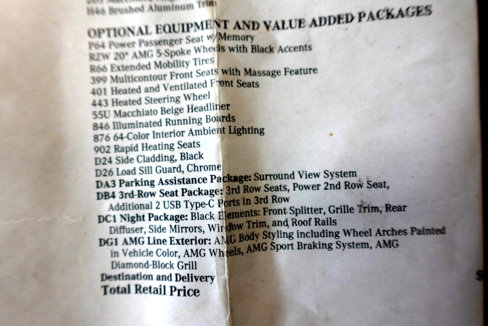 H46 Brushed Aluminum Trim
OPTIONAL EQUIPMENT AND VALUE ADDED PACKAGES
P64 Power Passenger Seat w/Memory
RZW 20" AMG 5-Spoke Wheels with Black Accents
R66 Extended Mobility Tires
399 Multicontour Front Seats with Massage Feature
401 Heated and Ventilated Front Seats
443 Heated Steering Wheel
55U Macchiato Beige Headliner
846 Illuminated Running Boards
876 64-Color Interior Ambient Lighting
902 Rapid Heating Seats
D24 Side Cladding, Black
D26 Load Sill Guard, Chrome
DA3 Parking Assistance Package: Surround View System
DB4 3rd-Row Seat Package: 3rd Row Seats, Power 2nd Row Seat,
Additional 2 USB Type-C Ports in 3rd Row
DC1 Night Package: Black Elements: Front Splitter, Grille Trim, Rear
Diffuser, Side Mirrors, Window Trim, and Roof Rails
DG1 AMG Line Exterior: AMG Body Styling including Wheel Arches Painted
in Vehicle Color, AMG Wheels, AMG Sport Braking System, AMG
Diamond-Block Grill
Destination and Delivery
Total Retail Price